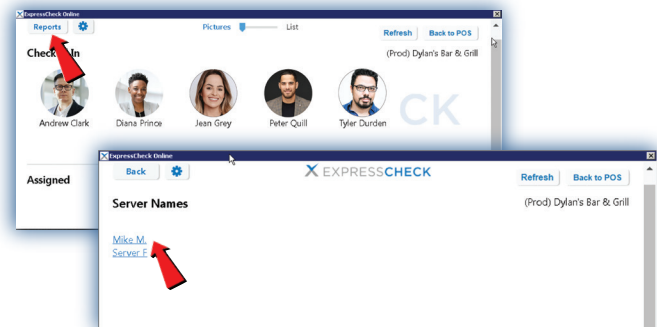 ExpressCheck Online
Reports Pictures List Refresh Back to POS
Checked In (Prod) Dylan's Bar & Grill
CK
Andrew Clark Diana Prince Jean Grey Peter Quill Tyler Durden
Assigned
ExpressCheck Online
Back EXPRESSCHECK Refresh Back to POS
Server Names (Prod) Dylan's Bar & Grill
Mike M.
Server F